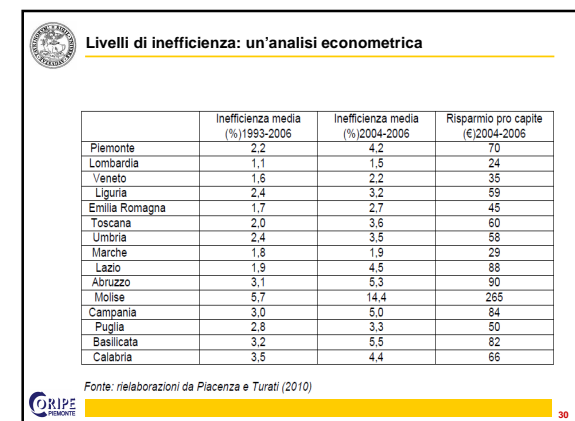 Livelli di inefficienza: un'analisi econometrica
Inefficienza media (%)1993-2006 Inefficienza media (%)2004-2006 Risparmio pro capite (€)2004-2006
Piemonte 2,2 4,2 70
Lombardia 1,1 1,5 24
Veneto 1,6 2,2 35
Liguria 2,4 3,2 59
Emilia Romagna 1,7 2,7 45
Toscana 2,0 3,6 60
Umbria 2,4 3,5 58
Marche 1,8 1,9 29
Lazio 1,9 4,5 88
Abruzzo 3,1 5,3 90
Molise 5,7 14,4 265
Campania 3,0 5,0 84
Puglia 2,8 3,3 50
Basilicata 3,2 5,5 82
Calabria 3,5 4,4 66
Fonte: rielaborazioni da Piacenza e Turati (2010)
CORIPE
PIEMONTE
30